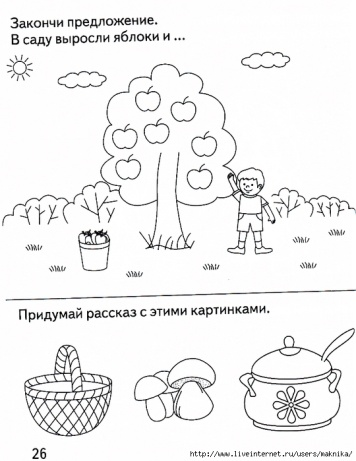 Закончи предложение.
В саду выросли яблоки и ...
Придумай рассказ с этими картинками.
26
http://www.liveinternet.ru/users/maknika/